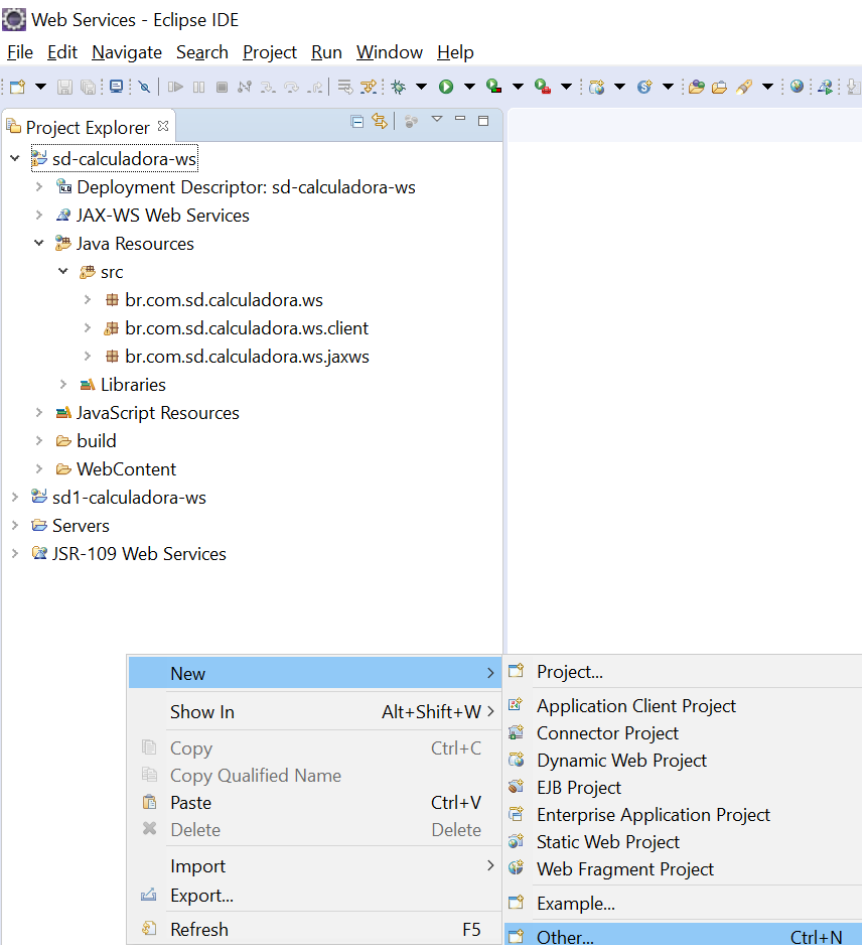 Web Services - Eclipse IDE
File Edit Navigate Search Project Run Window Help
Project Explorer
sd-calculadora-ws
Deployment Descriptor: sd-calculadora-ws
JAX-WS Web Services
Java Resources
src
br.com.sd.calculadora.ws
br.com.sd.calculadora.ws.client
br.com.sd.calculadora.ws.jaxws
Libraries
JavaScript Resources
build
WebContent
sd1-calculadora-ws
Servers
JSR-109 Web Services
New
Show In Alt+Shift+W
Copy Ctrl+C
Copy Qualified Name
Paste Ctrl+V
Delete Delete
Import
Export...
Refresh F5
Project...
Application Client Project
Connector Project
Dynamic Web Project
EJB Project
Enterprise Application Project
Static Web Project
Web Fragment Project
Example...
Other... Ctrl+N